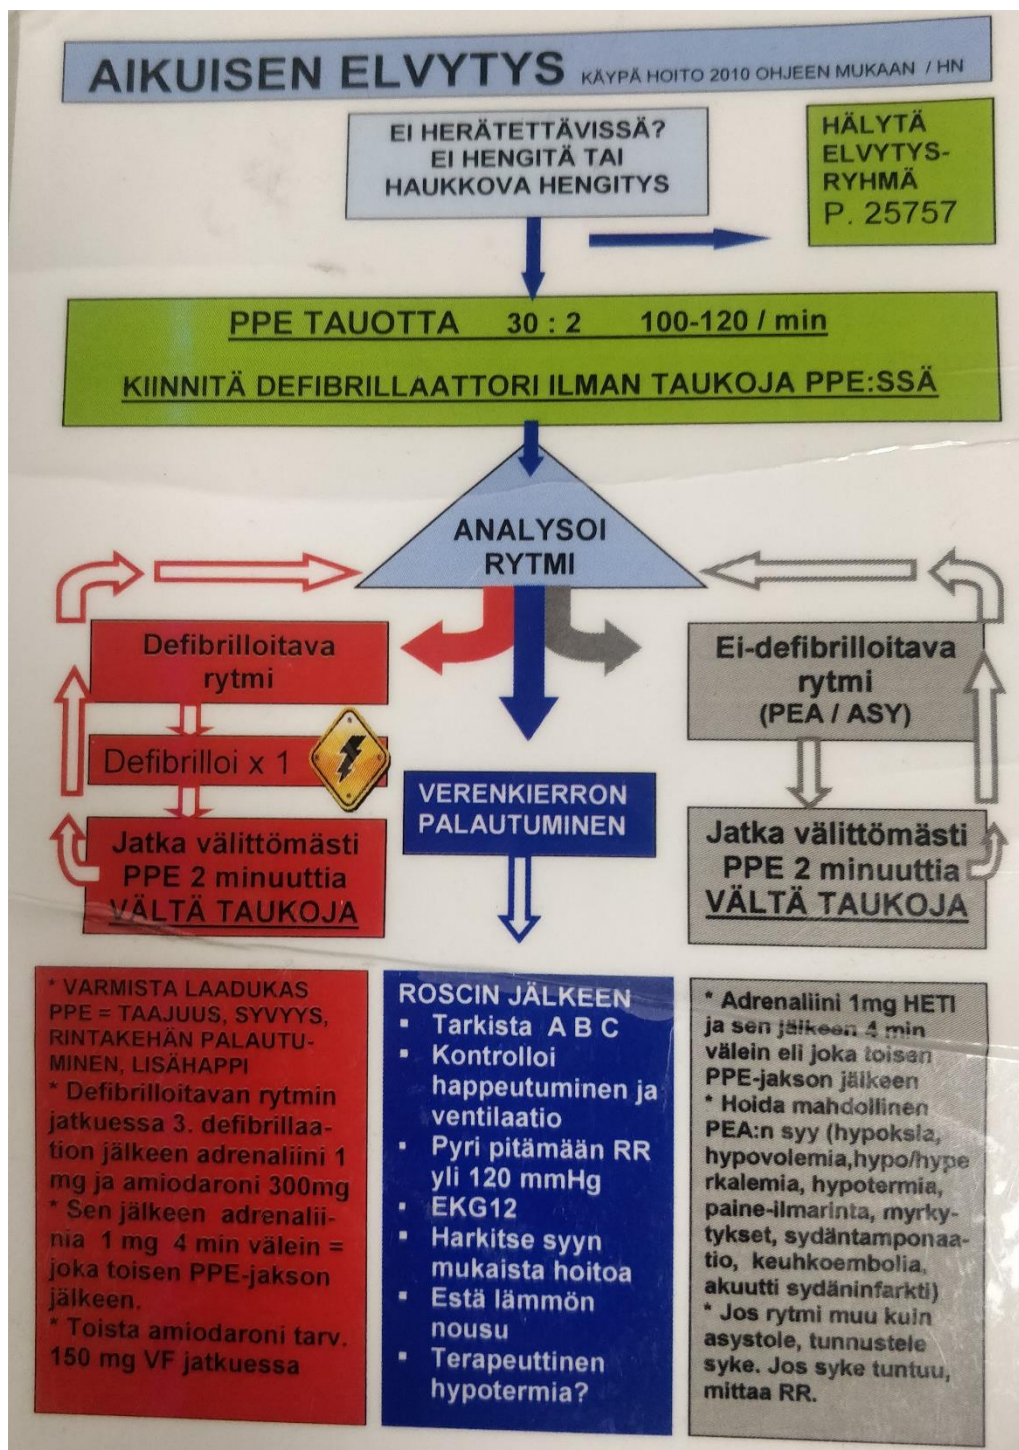 AIKUISEN ELVYTYS KÄYPÄ HOITO 2010 OHJEEN MUKAAN / HN
EI HERÄTETTÄVISSÄ?
EI HENGITÄ TAI
HAUKKOVA HENGITYS
HÄLYTÄ
ELVYTYS-
RYHMÄ
P. 25757
PPE TAUOTTA 30 : 2 100-120 / min
KIINNITÄ DEFIBRILLAATTORI ILMAN TAUKOJA PPE:SSÄ
ANALYSOI
RYTMI
Defibrilloitava
rytmi
Defibrilloi x 1
Jatka välittömästi
PPE 2 minuuttia
VÄLTÄ TAUKOJA
VERENKIERRON
PALAUTUMINEN
Ei-defibrilloitava
rytmi
(PEA / ASY)
Jatka välittömästi
PPE 2 minuuttia
VÄLTÄ TAUKOJA
* VARMISTA LAADUKAS
PPE = TAAJUUS, SYVYYS,
RINTAKEHÄN PALAUTU-
MINEN, LISÄHAPPI
* Defibrilloitavan rytmin
jatkuessa 3. defibrillaa-
tion jälkeen adrenaliini 1
mg ja amiodaroni 300mg
* Sen jälkeen adrenalii-
nia 1 mg 4 min välein =
joka toisen PPE-jakson
jälkeen.
* Toista amiodaroni tarv.
150 mg VF jatkuessa
ROSCIN JÄLKEEN
▪ Tarkista A B C
▪ Kontrolloi
happeutuminen ja
ventilaatio
▪ Pyri pitämään RR
yli 120 mmHg
▪ EKG12
▪ Harkitse syyn
mukaista hoitoa
▪ Estä lämmön
nousu
▪ Terapeuttinen
hypotermia?
* Adrenaliini 1mg HETI
ja sen jälkeen 4 min
välein eli joka toisen
PPE-jakson jälkeen
* Hoida mahdollinen
PEA:n syy (hypoksia,
hypovolemia,hypo/hype
rkalemia, hypotermia,
paine-ilmarinta, myrky-
tykset, sydäntamponaa-
tio, keuhkoembolia,
akuutti sydäninfarkti)
* Jos rytmi muu kuin
asystole, tunnustele
syke. Jos syke tuntuu,
mittaa RR.